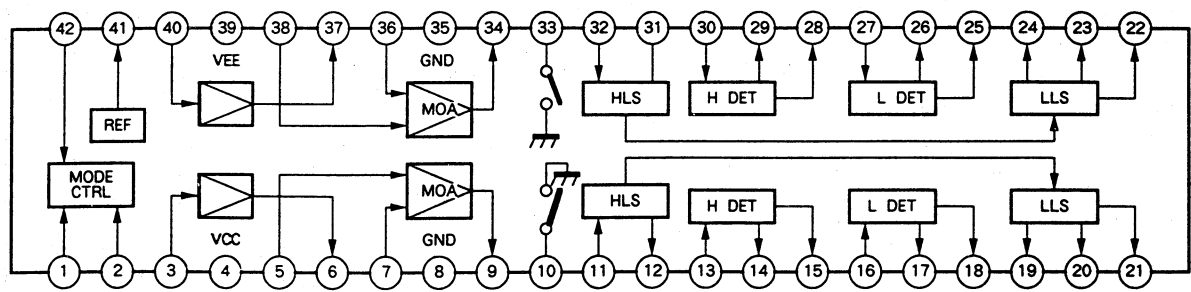 42 41 40 39 38 37 36 35 34 33 32 31 30 29 28 27 26 25 24 23 22
VEE GND
REF MOA HLS H DET L DET LLS
MODE
CTRL
MOA HLS H DET L DET LLS
VCC GND
1 2 3 4 5 6 7 8 9 10 11 12 13 14 15 16 17 18 19 20 21